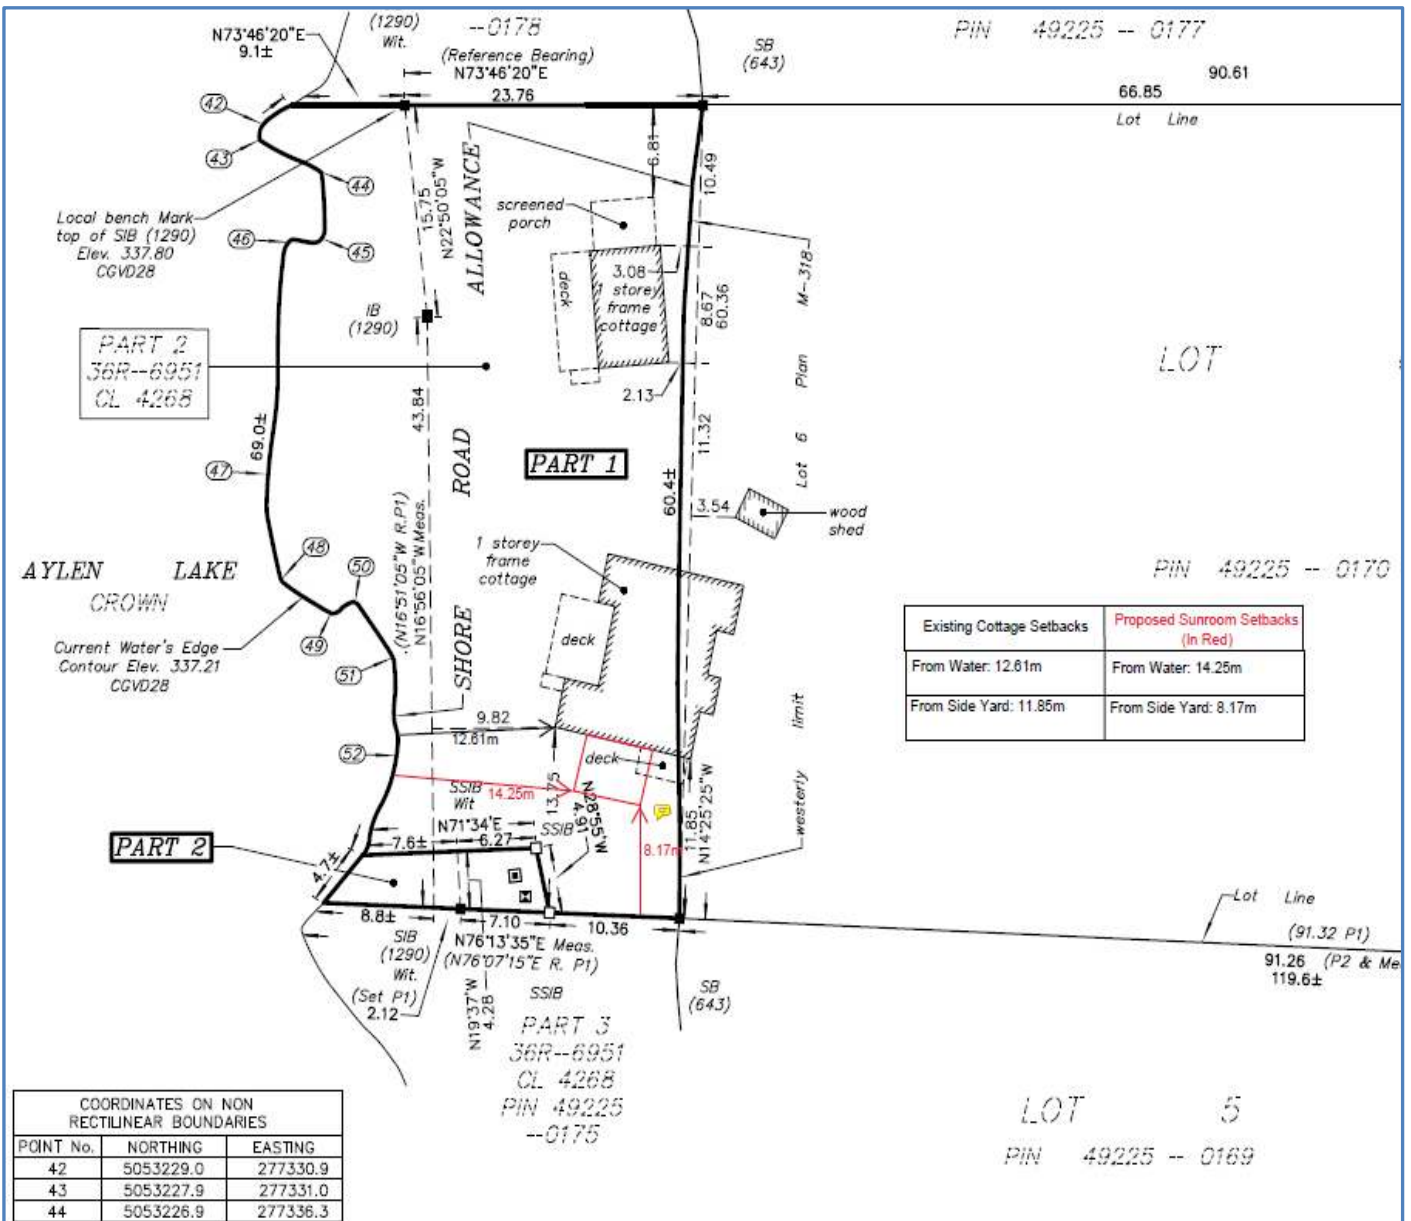 N73°46'20"E
9.1±
(1290)
Wit.
--0178
(Reference Bearing)
N73°46'20"E
23.76
SB
(643)
PIN 49225 -- 0177
90.61
66.85
Lot Line
42
43
44
45
46
Local bench Mark
top of SIB (1290)
Elev. 337.80
CGVD28
15.75
N22°50'05"W
ALLOWANCE
screened
porch
6.81
10.49
deck
3.08
1 storey
frame
cottage
8.67
60.36
M-318
Plan
6
Lot
IB
(1290)
PART 2
36R--6951
CL 4268
LOT
2.13
43.84
11.32
69.0±
47
ROAD
PART 1
60.4±
3.54
wood
shed
(N16°51'05"W R.P1)
N16°56'05"W Meas.
1 storey
frame
cottage
48
50
AYLEN LAKE
CROWN
49
PIN 49225 -- 0170
Current Water's Edge
Contour Elev. 337.21
CGVD28
51
SHORE
deck
Existing Cottage Setbacks
Proposed Sunroom Setbacks
(In Red)
From Water: 12.61m
From Water: 14.25m
From Side Yard: 11.85m
From Side Yard: 8.17m
limit
westerly
9.82
12.61m
52
deck
SSIB
Wit
14.25m
13.75
N28°55'W
4.91
11.85
N14°25'25"W
N71°34'E
SSIB
PART 2
7.6±
6.27
8.17m
4.7±
8.8±
7.10
10.36
Lot Line
(91.32 P1)
91.26 (P2 & Me
119.6±
SIB
(1290)
Wit.
N76°13'35"E Meas.
(N76°07'15"E R. P1)
(Set P1)
2.12
N19°37'W
4.28
SSIB
SB
(643)
PART 3
36R--6951
CL 4268
PIN 49225
--0175
LOT 5
PIN 49225 -- 0169
COORDINATES ON NON
RECTILINEAR BOUNDARIES
POINT No. NORTHING EASTING
42 5053229.0 277330.9
43 5053227.9 277331.0
44 5053226.9 277336.3